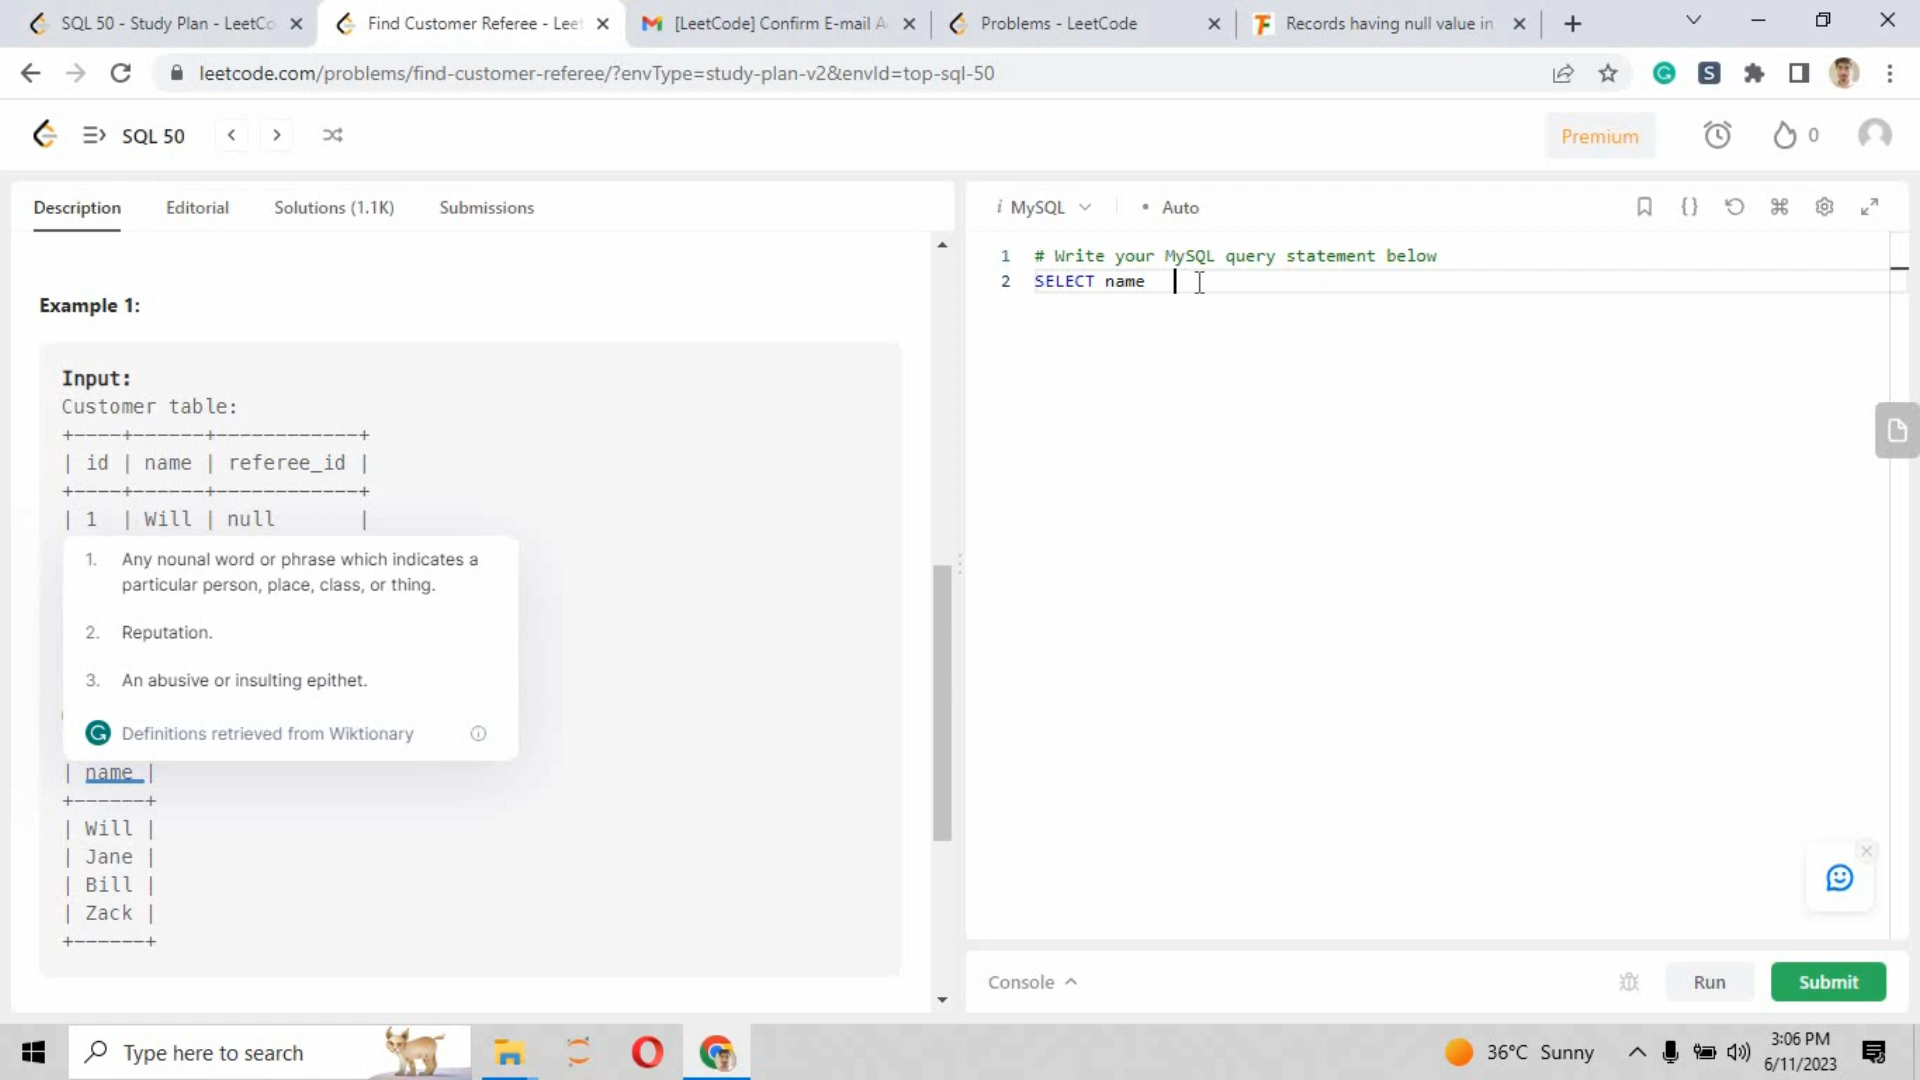 SQL 50 - Study Plan - LeetCo
Find Customer Referee - Leet
[LeetCode] Confirm E-mail A
Problems - LeetCode
Records having null value in
leetcode.com/problems/find-customer-referee/?envType=study-plan-v2&envId=top-sql-50
SQL 50
Premium
0
Description
Editorial
Solutions (1.1K)
Submissions
MySQL
• Auto
Example 1:
Input:
Customer table:
+----+------+------------+
| id | name | referee_id |
+----+------+------------+
| 1 | Will | null |
1. Any nounal word or phrase which indicates a
particular person, place, class, or thing.
2. Reputation.
3. An abusive or insulting epithet.
Definitions retrieved from Wiktionary
| name |
+------+
| Will |
| Jane |
| Bill |
| Zack |
+------+
1 # Write your MySQL query statement below
2 SELECT name
Console
Run
Submit
Type here to search
36°C Sunny
3:06 PM
6/11/2023